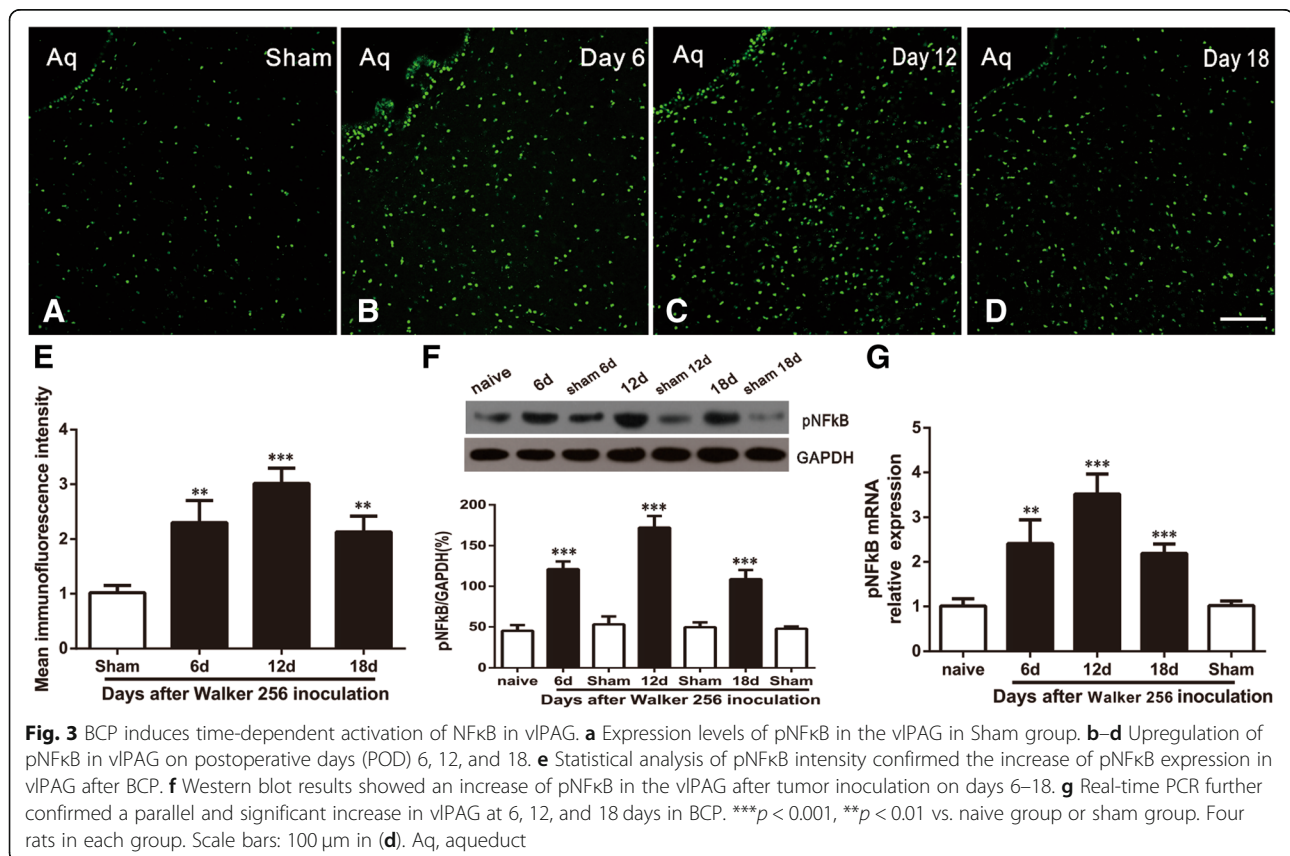 Aq Sham
Aq Day 6
Aq Day 12
Aq Day 18
A
B
C
D
E
Mean immunofluorescence intensity
4
3
2
1
0
**
***
**
Sham 6d 12d 18d
Days after Walker 256 inoculation
F
naive 6d sham 6d 12d sham 12d 18d sham 18d
pNFkB
GAPDH
pNFkB/GAPDH(%)
200
150
100
50
0
***
***
***
naive 6d Sham 12d Sham 18d Sham
Days after Walker 256 inoculation
G
pNFkB mRNA
relative expression
5
4
3
2
1
0
**
***
***
naive 6d 12d 18d Sham
Days after Walker 256 inoculation
Fig. 3 BCP induces time-dependent activation of NFκB in vlPAG. a Expression levels of pNFκB in the vlPAG in Sham group. b–d Upregulation of
pNFκB in vlPAG on postoperative days (POD) 6, 12, and 18. e Statistical analysis of pNFκB intensity confirmed the increase of pNFκB expression in
vlPAG after BCP. f Western blot results showed an increase of pNFκB in the vlPAG after tumor inoculation on days 6–18. g Real-time PCR further
confirmed a parallel and significant increase in vlPAG at 6, 12, and 18 days in BCP. ***p < 0.001, **p < 0.01 vs. naive group or sham group. Four
rats in each group. Scale bars: 100 μm in (d). Aq, aqueduct